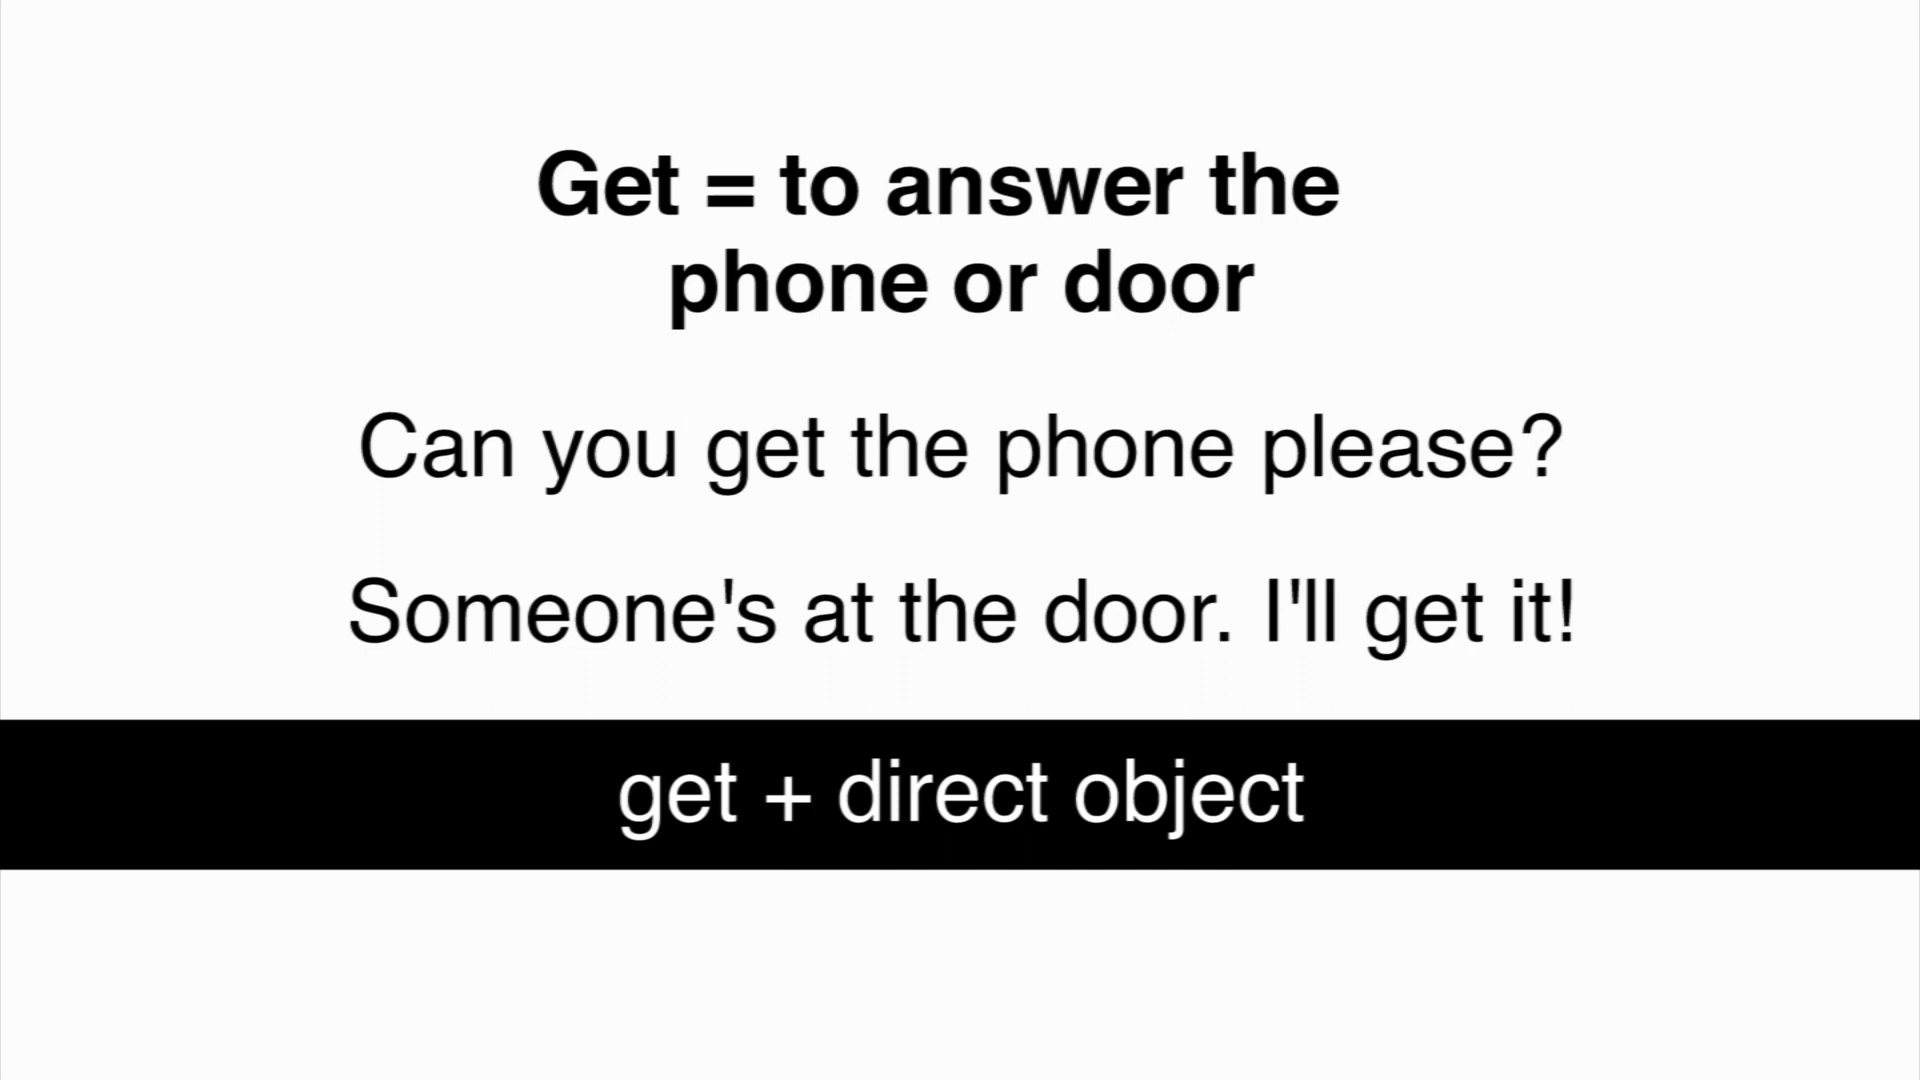 Get = to answer the
phone or door
Can you get the phone please?
Someone's at the door. I'll get it!
get + direct object